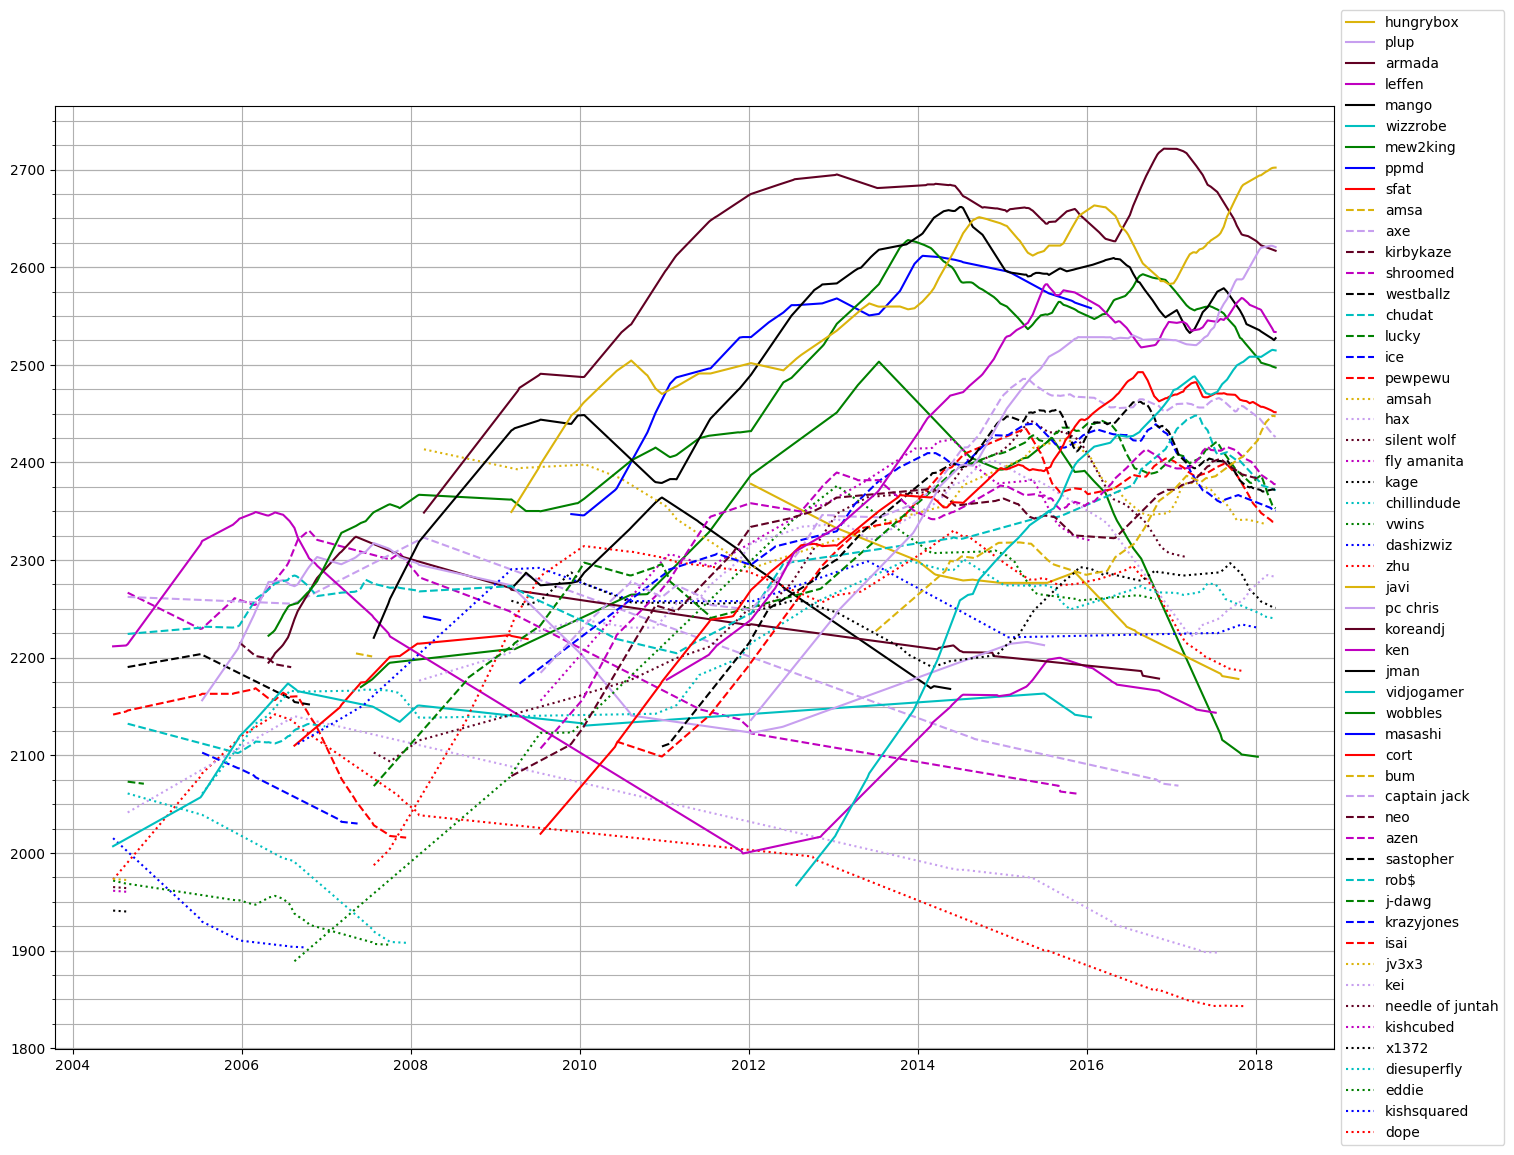 hungrybox
plup
armada
leffen
mango
wizzrobe
mew2king
ppmd
sfat
amsa
axe
kirbykaze
shroomed
westballz
chudat
lucky
ice
pewpewu
amsah
hax
silent wolf
fly amanita
kage
chillindude
vwins
dashizwiz
zhu
javi
pc chris
koreandj
ken
jman
vidjogamer
wobbles
masashi
cort
bum
captain jack
neo
azen
sastopher
rob$
j-dawg
krazyjones
isai
jv3x3
kei
needle of juntah
kishcubed
x1372
diesuperfly
eddie
kishsquared
dope
2700
2600
2500
2400
2300
2200
2100
2000
1900
1800
2004 2006 2008 2010 2012 2014 2016 2018